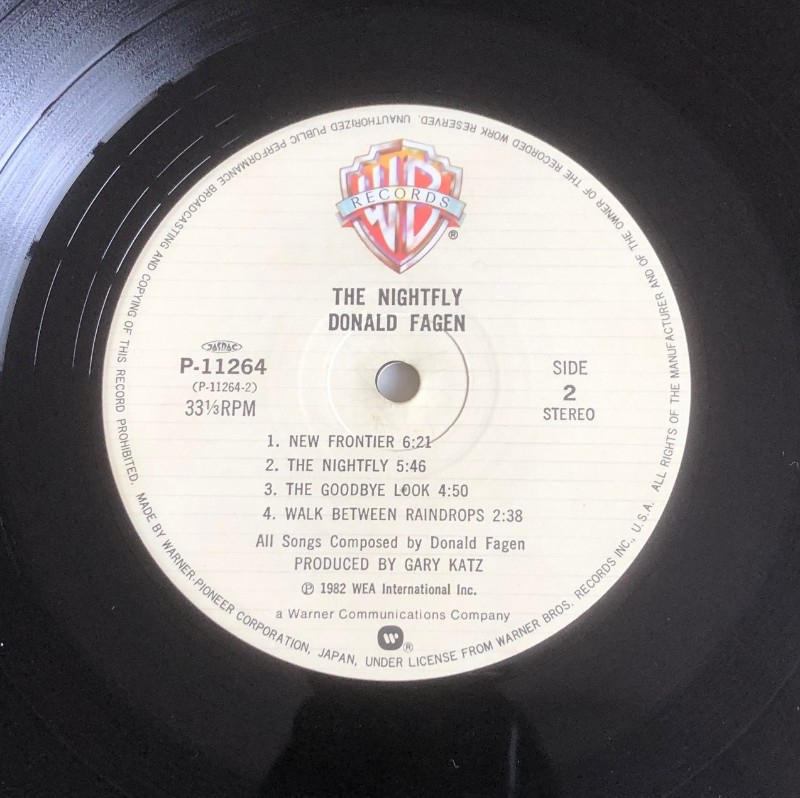 WB
RECORDS
®
THE NIGHTFLY
DONALD FAGEN
JASRAC
P-11264
(P-11264-2)
33⅓RPM
SIDE
2
STEREO
1. NEW FRONTIER 6:21
2. THE NIGHTFLY 5:46
3. THE GOODBYE LOOK 4:50
4. WALK BETWEEN RAINDROPS 2:38
All Songs Composed by Donald Fagen
PRODUCED BY GARY KATZ
℗ 1982 WEA International Inc.
a Warner Communications Company
®
MADE BY WARNER-PIONEER CORPORATION, JAPAN, UNDER LICENSE FROM WARNER BROS. RECORDS INC., U.S.A. ALL RIGHTS OF THE MANUFACTURER AND OF THE OWNER OF THE RECORDED WORK RESERVED. UNAUTHORIZED PUBLIC PERFORMANCE BROADCASTING AND COPYING OF THIS RECORD PROHIBITED.